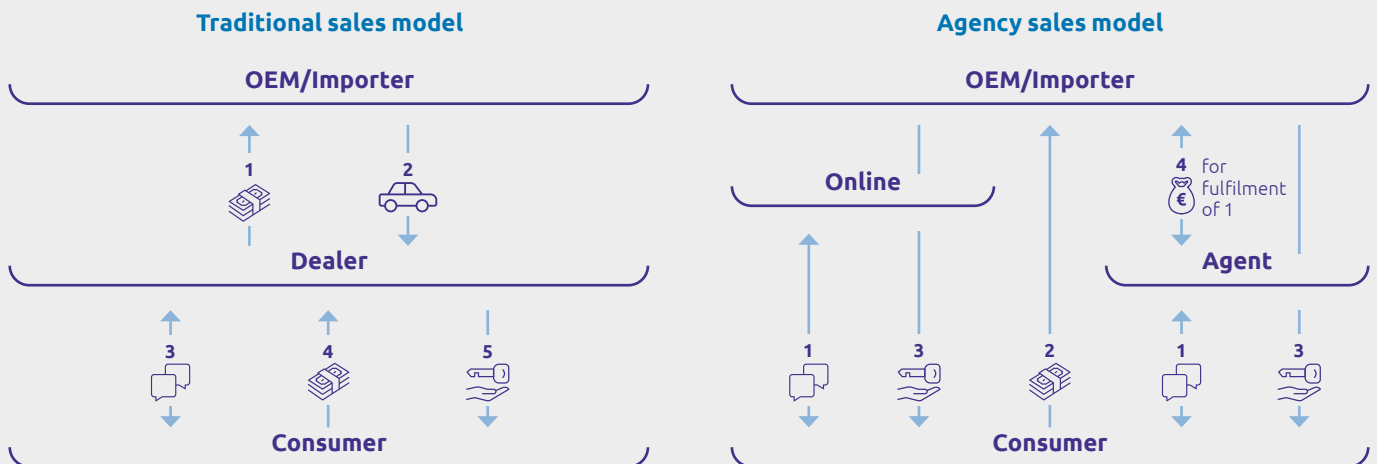 Traditional sales model
OEM/Importer
1
2
Dealer
3
4
5
Consumer
Agency sales model
OEM/Importer
Online
4 for
fulfilment
of 1
€
Agent
1
3
2
1
3
Consumer